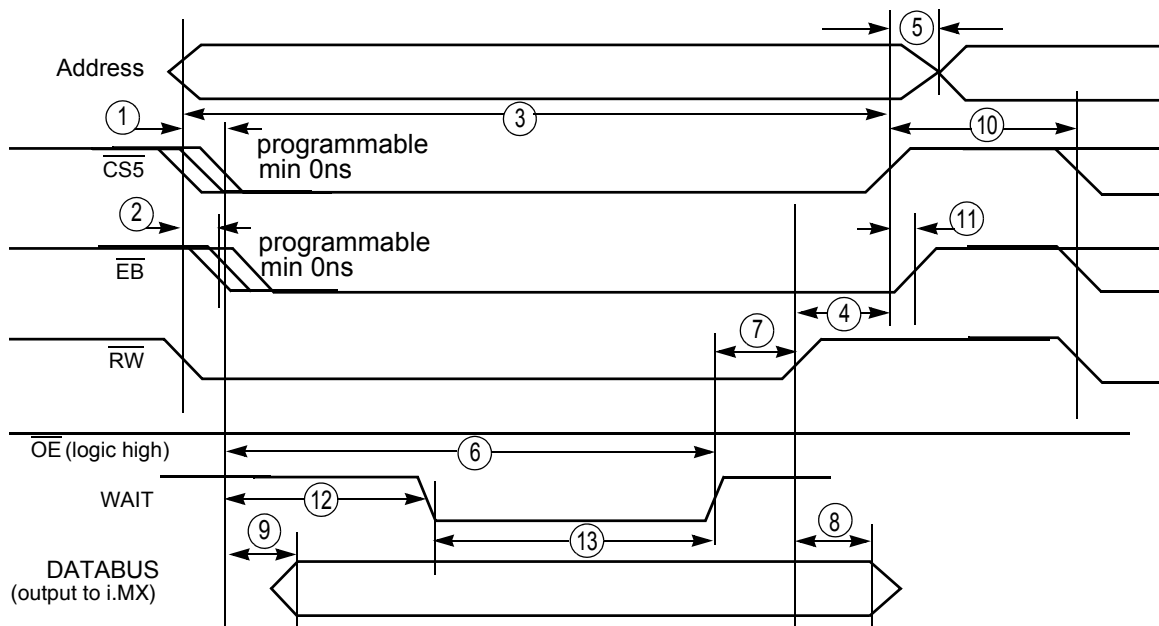 5
Address
1
3
10
programmable
min 0ns
CS5
2
11
programmable
min 0ns
EB
4
7
RW
OE (logic high)
6
WAIT
12
9
13
8
DATABUS
(output to i.MX)